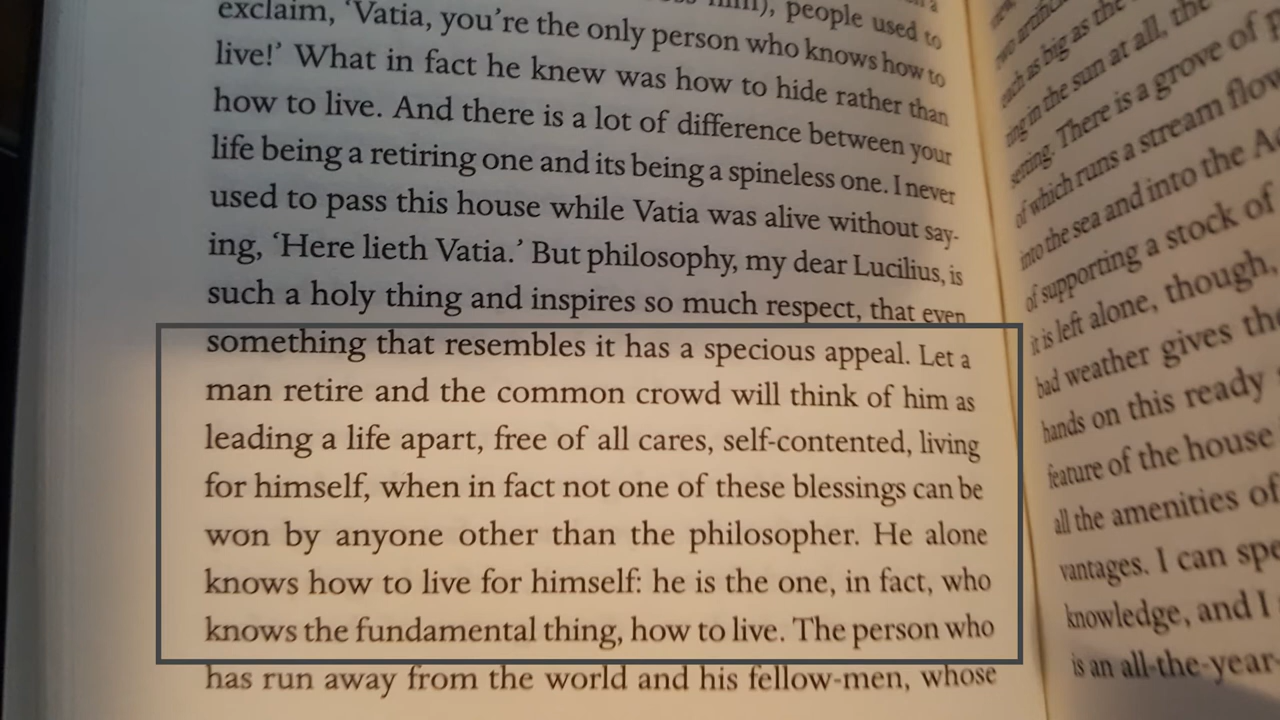 exclaim, ‘Vatia, you’re the only person who knows how to
live!’ What in fact he knew was how to hide rather than
how to live. And there is a lot of difference between your
life being a retiring one and its being a spineless one. I never
used to pass this house while Vatia was alive without say-
ing, ‘Here lieth Vatia.’ But philosophy, my dear Lucilius, is
such a holy thing and inspires so much respect, that even
something that resembles it has a specious appeal. Let a
man retire and the common crowd will think of him as
leading a life apart, free of all cares, self-contented, living
for himself, when in fact not one of these blessings can be
won by anyone other than the philosopher. He alone
knows how to live for himself: he is the one, in fact, who
knows the fundamental thing, how to live. The person who
has run away from the world and his fellow-men, whose
as big as the
in the sun at all, the
There is a grove of
of which runs a stream
into the sea and into the
of supporting a stock of
it is left alone, though,
bad weather gives
hands on this ready
feature of the house
all the amenities of
vantages. I can
knowledge, and I
is an all-the-year-